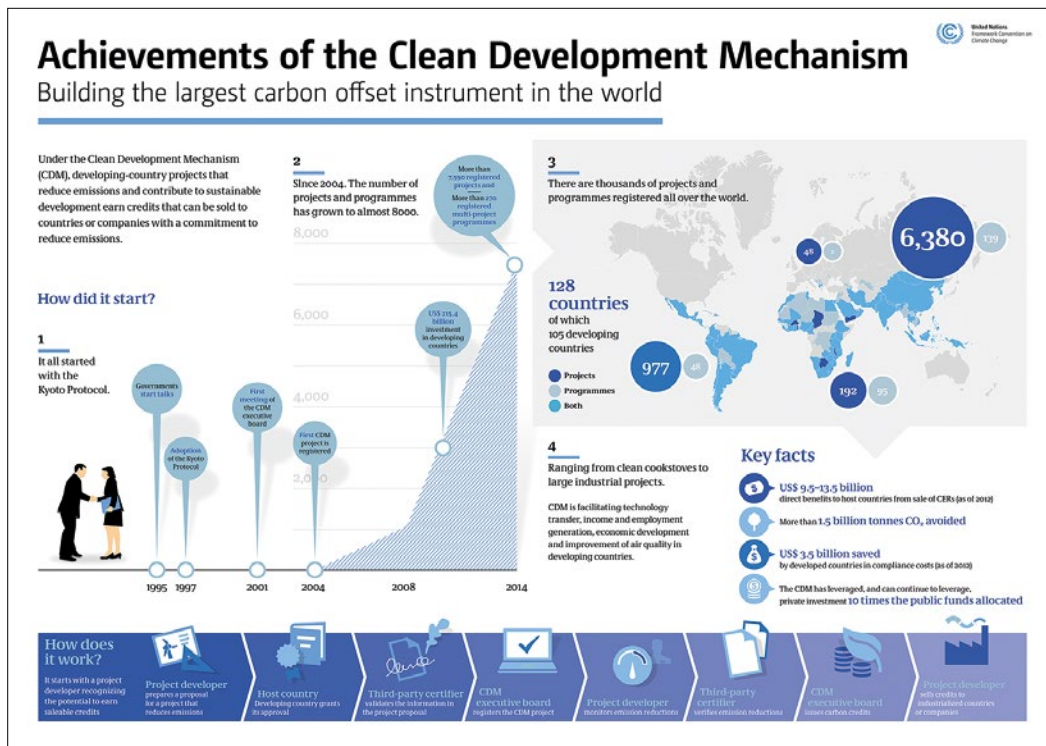 United Nations
Framework Convention on
Climate Change
Achievements of the Clean Development Mechanism
Building the largest carbon offset instrument in the world
Under the Clean Development Mechanism
(CDM), developing-country projects that
reduce emissions and contribute to sustainable
development earn credits that can be sold to
countries or companies with a commitment to
reduce emissions.
How did it start?
1
It all started
with the
Kyoto Protocol.
Governments
start talks
Adoption
of the Kyoto
Protocol
First
meeting of
the CDM
executive
board
First CDM
project is
registered
1995
1997
2001
2004
2008
2014
2
Since 2004. The number of
projects and programmes
has grown to almost 8000.
8,000
6,000
4,000
2,000
US$ 215.4
billion
investment
in developing
countries
More than
registered
projects and
More than 270
registered
multi-project
programmes
3
There are thousands of projects and
programmes registered all over the world.
128
countries
of which
105 developing
countries
Projects
Programmes
Both
48
6,380
139
977
48
192
95
4
Ranging from clean cookstoves to
large industrial projects.
CDM is facilitating technology
transfer, income and employment
generation, economic development
and improvement of air quality in
developing countries.
Key facts
US$ 9.5–13.5 billion
direct benefits to host countries from sale of CERs (as of 2012)
More than 1.5 billion tonnes CO₂ avoided
US$ 3.5 billion saved
by developed countries in compliance costs (as of 2012)
The CDM has leveraged, and can continue to leverage,
private investment 10 times the public funds allocated
How does
it work?
It starts with a project
developer recognizing
the potential to earn
saleable credits
Project developer
prepares a proposal
for a project that
reduces emissions
Host country
Developing country grants
its approval
Third-party certifier
validates the information in
the project proposal
CDM
executive board
registers the CDM project
Project developer
monitors emission reductions
Third-party
certifier
verifies emission reductions
CDM
executive board
issues carbon credits
Project developer
sells credits to
industrialized countries
or companies